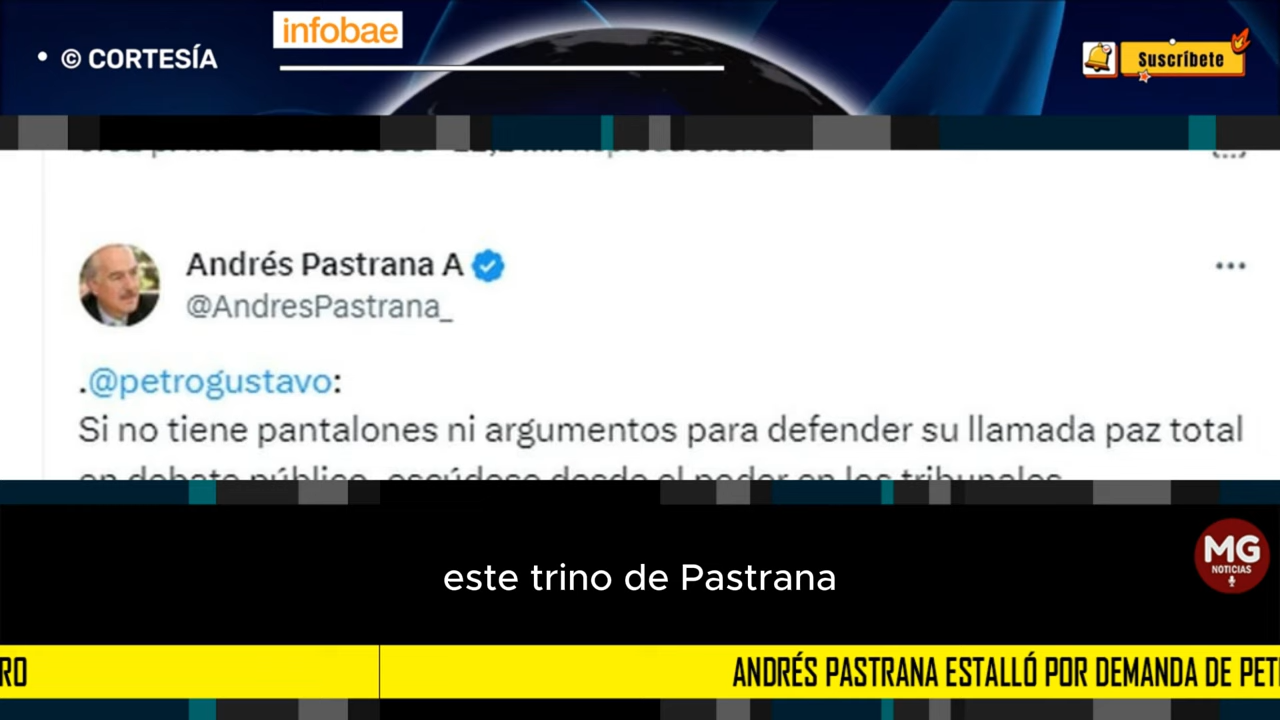 infobae
• © CORTESÍA
Suscríbete
Andrés Pastrana A
@AndresPastrana_
.@petrogustavo:
Si no tiene pantalones ni argumentos para defender su llamada paz total
en debate público, escúdese desde el poder en los tribunales
este trino de Pastrana
MG
NOTICIAS
RO
ANDRÉS PASTRANA ESTALLÓ POR DEMANDA DE PET